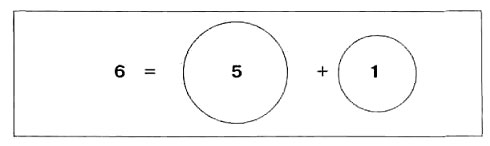 6 = 5 + 1